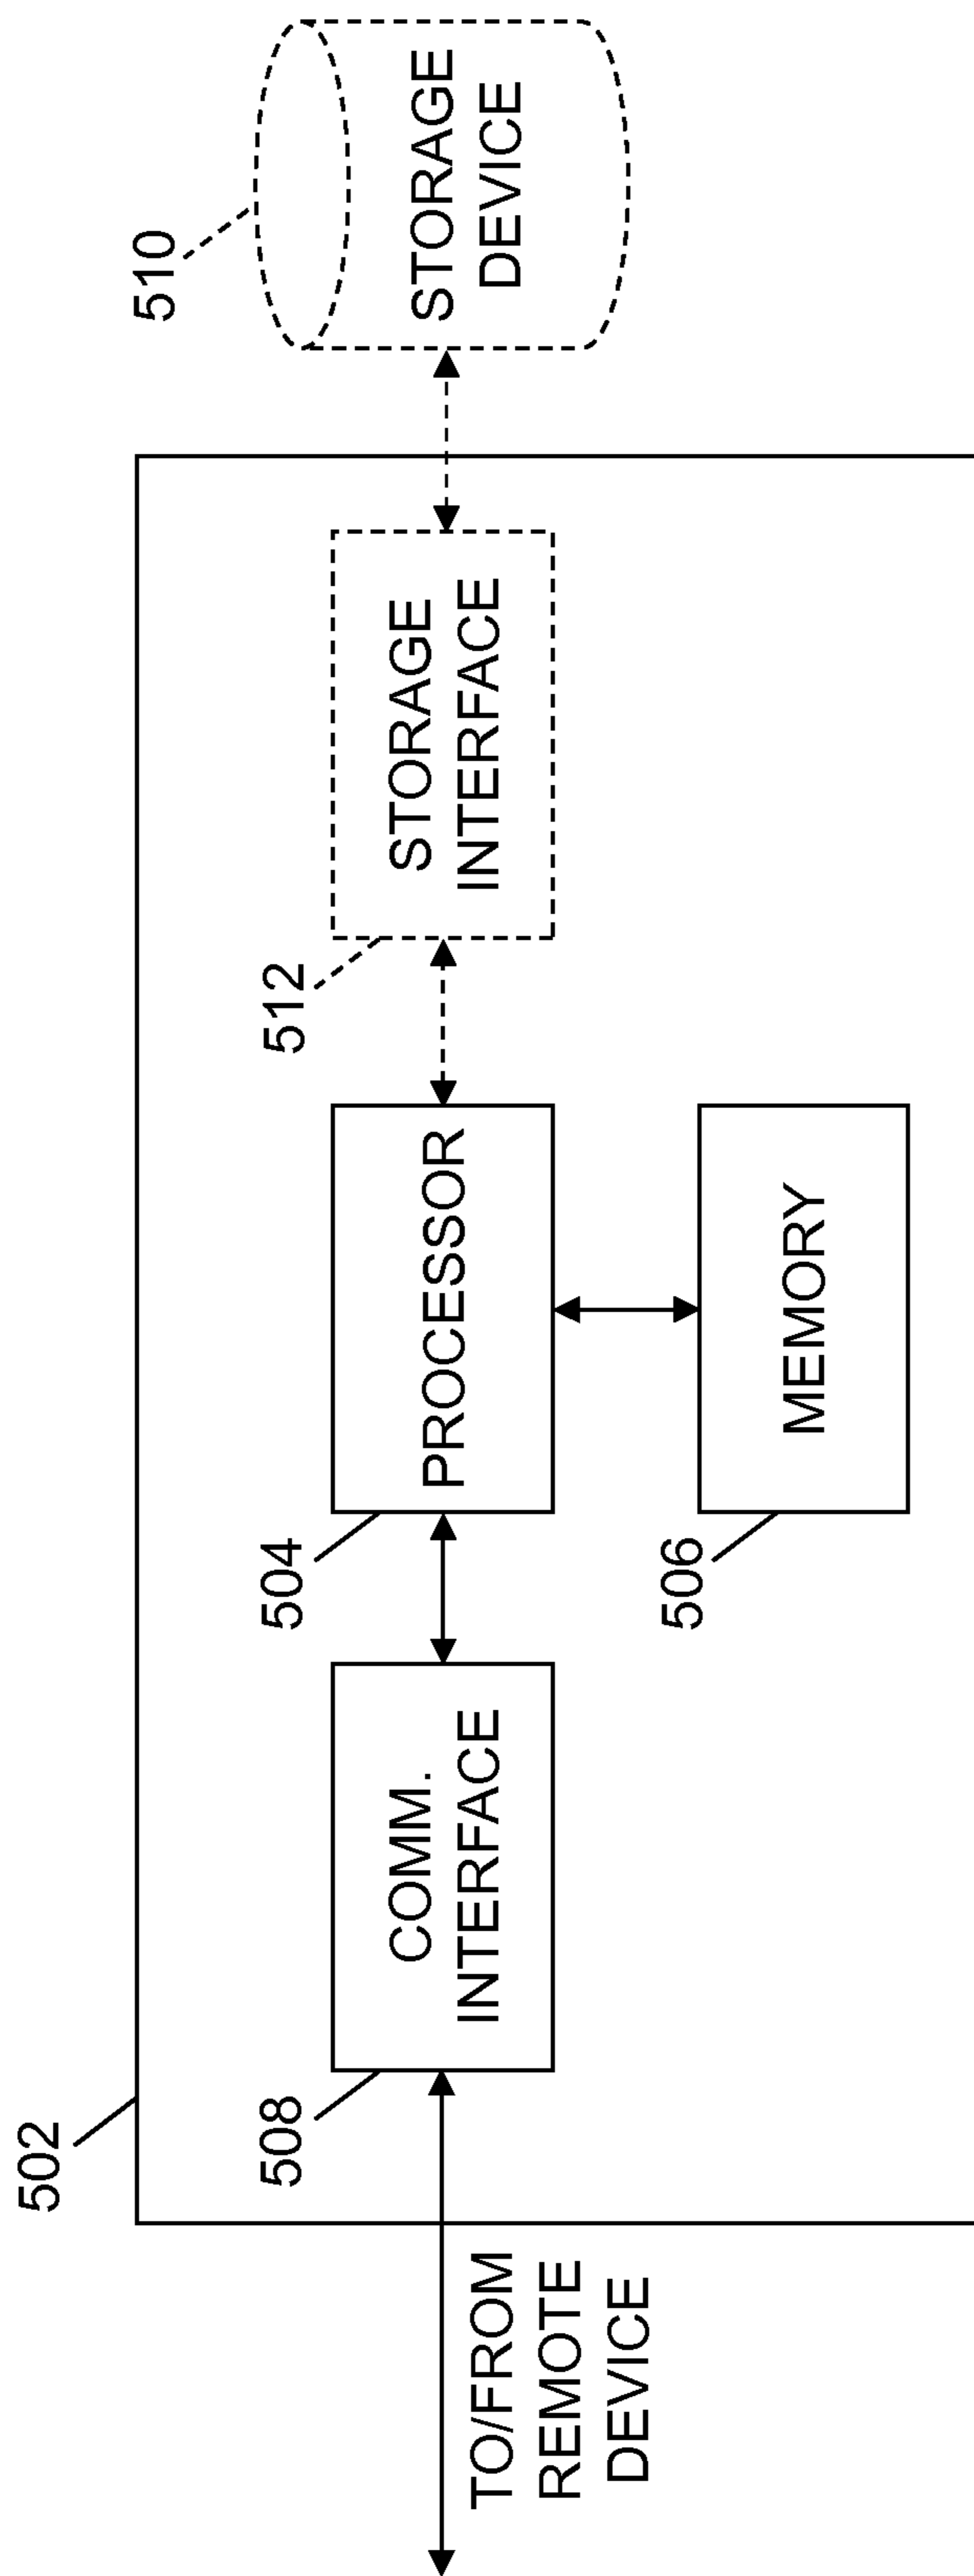 502
508
COMM.
INTERFACE
TO/FROM
REMOTE
DEVICE
504
PROCESSOR
506
MEMORY
512
STORAGE
INTERFACE
510
STORAGE
DEVICE